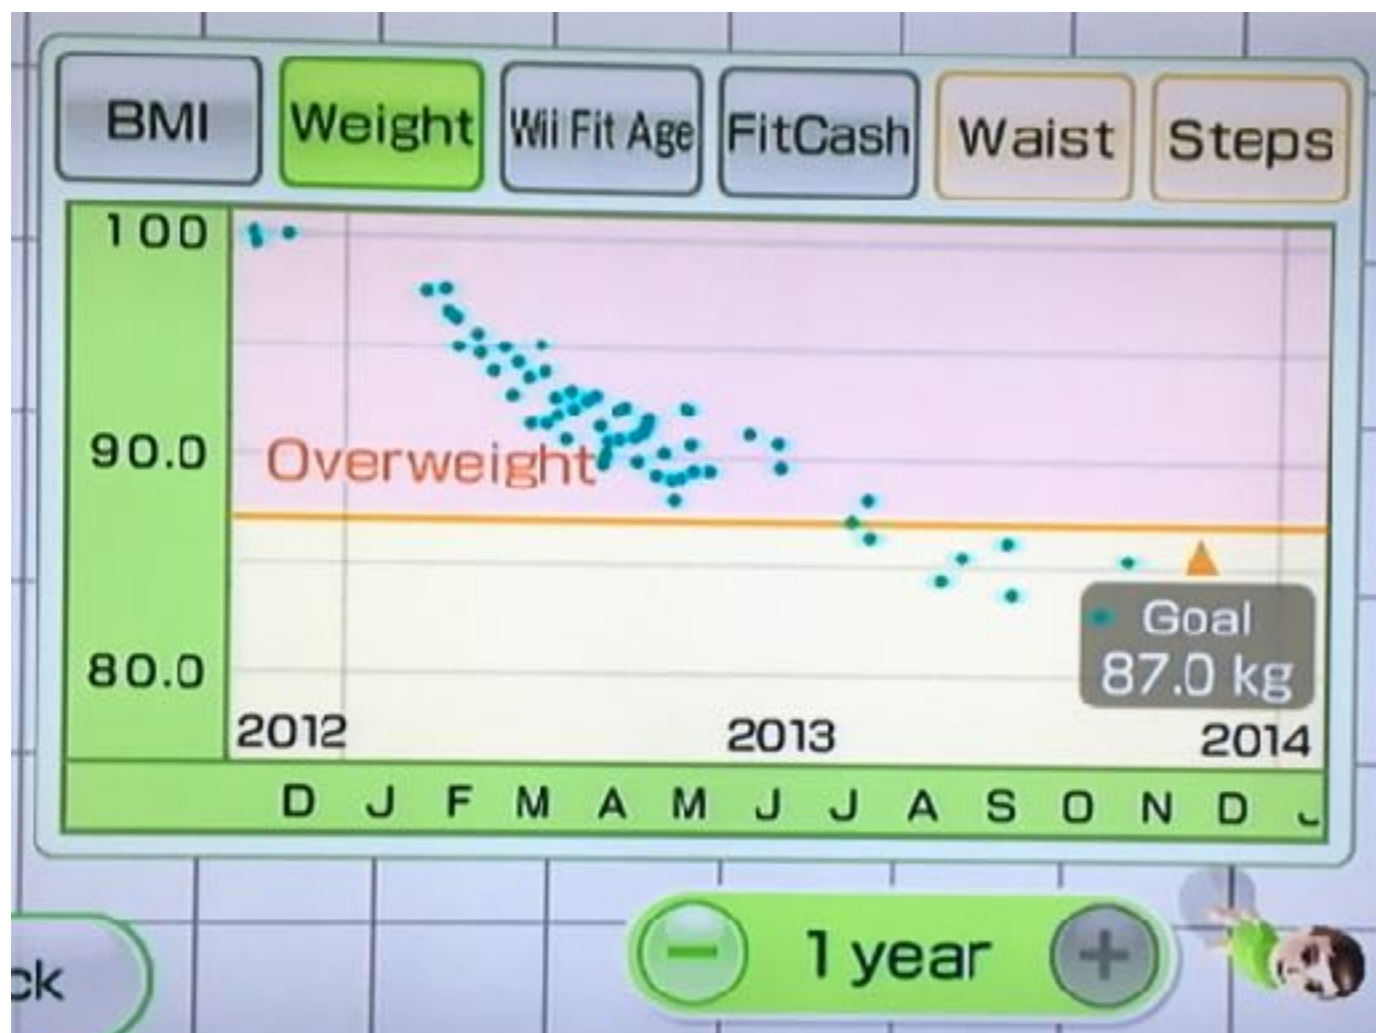 BMI Weight Wii Fit Age FitCash Waist Steps
100
90.0
Overweight
Goal
87.0 kg
80.0
2012 2013 2014
D J F M A M J J A S O N D J
ck
1 year